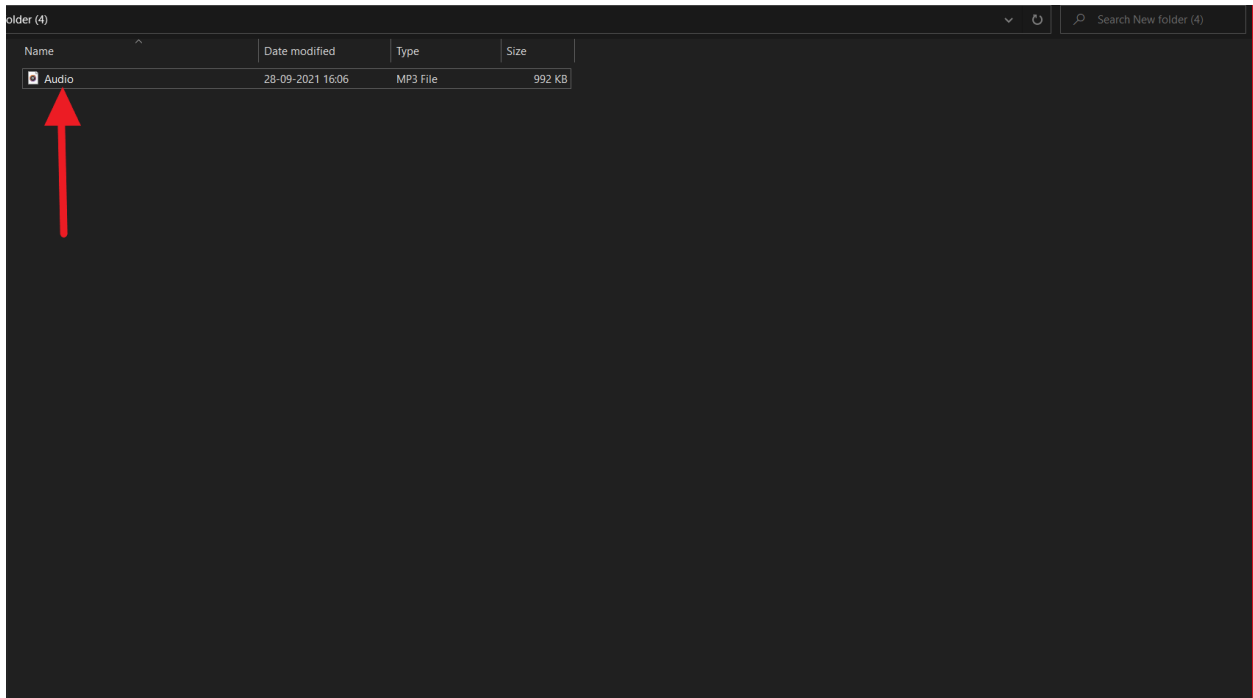 older (4)
Search New folder (4)
Name Date modified Type Size
Audio 28-09-2021 16:06 MP3 File 992 KB